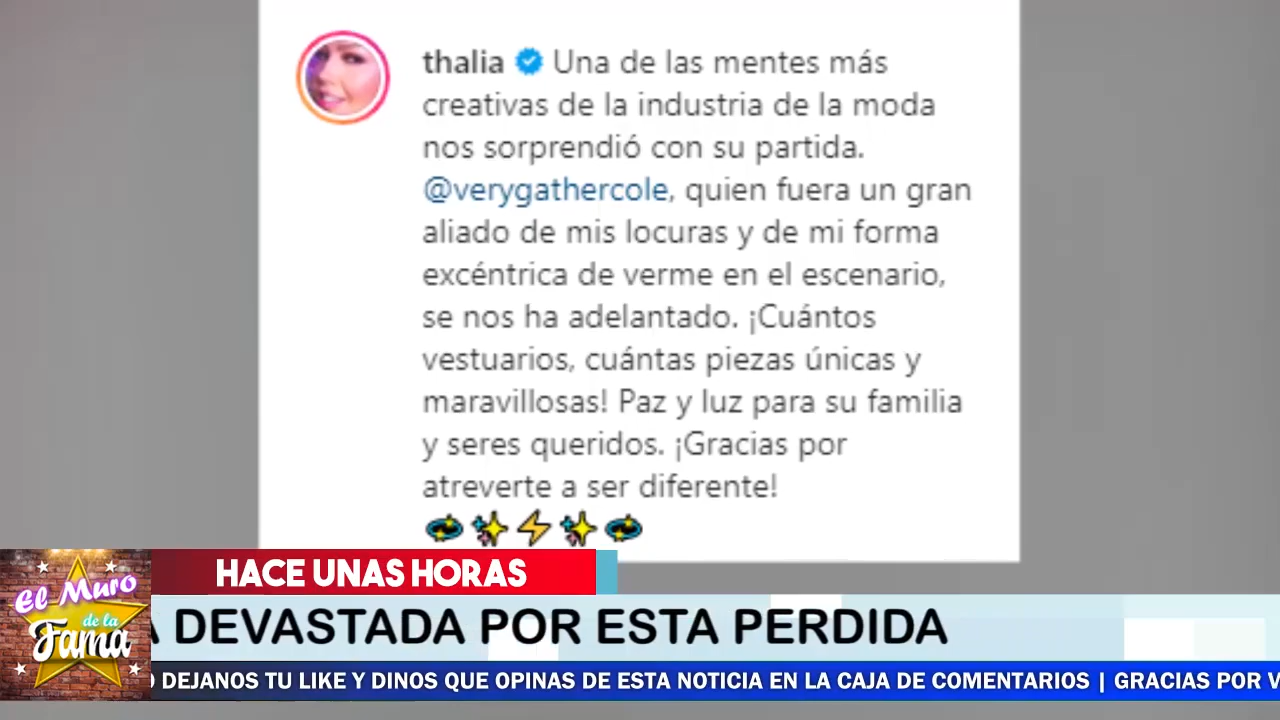 thalia Una de las mentes más
creativas de la industria de la moda
nos sorprendió con su partida.
@verygathercole, quien fuera un gran
aliado de mis locuras y de mi forma
excéntrica de verme en el escenario,
se nos ha adelantado. ¡Cuántos
vestuarios, cuántas piezas únicas y
maravillosas! Paz y luz para su familia
y seres queridos. ¡Gracias por
atreverte a ser diferente!
HACE UNAS HORAS
A DEVASTADA POR ESTA PERDIDA
El Muro
de la
Fama
O DEJANOS TU LIKE Y DINOS QUE OPINAS DE ESTA NOTICIA EN LA CAJA DE COMENTARIOS | GRACIAS POR V